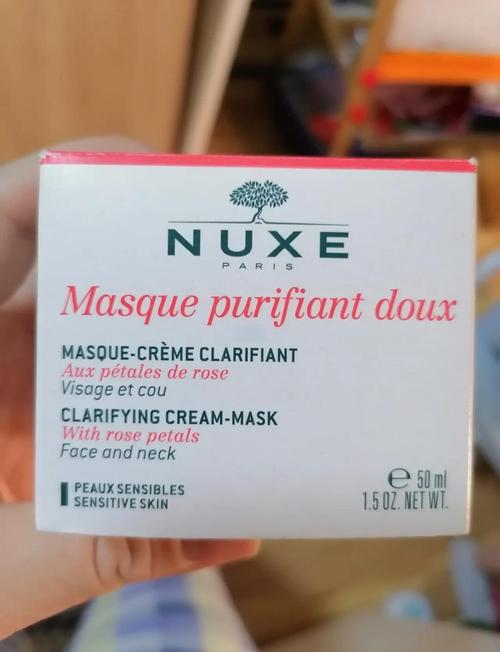 NUXE
PARIS
Masque purifiant doux
MASQUE-CRÈME CLARIFIANT
Aux pétales de rose
Visage et cou
CLARIFYING CREAM-MASK
With rose petals
Face and neck
PEAUX SENSIBLES
SENSITIVE SKIN
℮ 50 ml
1.5 OZ. NET WT.